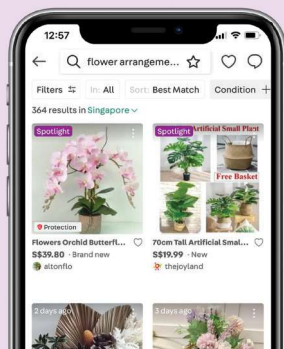 12:57
flower arrangeme...
Filters In: All Sort: Best Match Condition +
364 results in Singapore
Spotlight
Spotlight
Artificial Small Plant
Free Basket
Protection
Flowers Orchid Butterfl...
70cm Tall Artificial Smal...
S$39.80 · Brand new
S$19.99 · New
altonflo
thejoyland
2 days ago
3 days ago